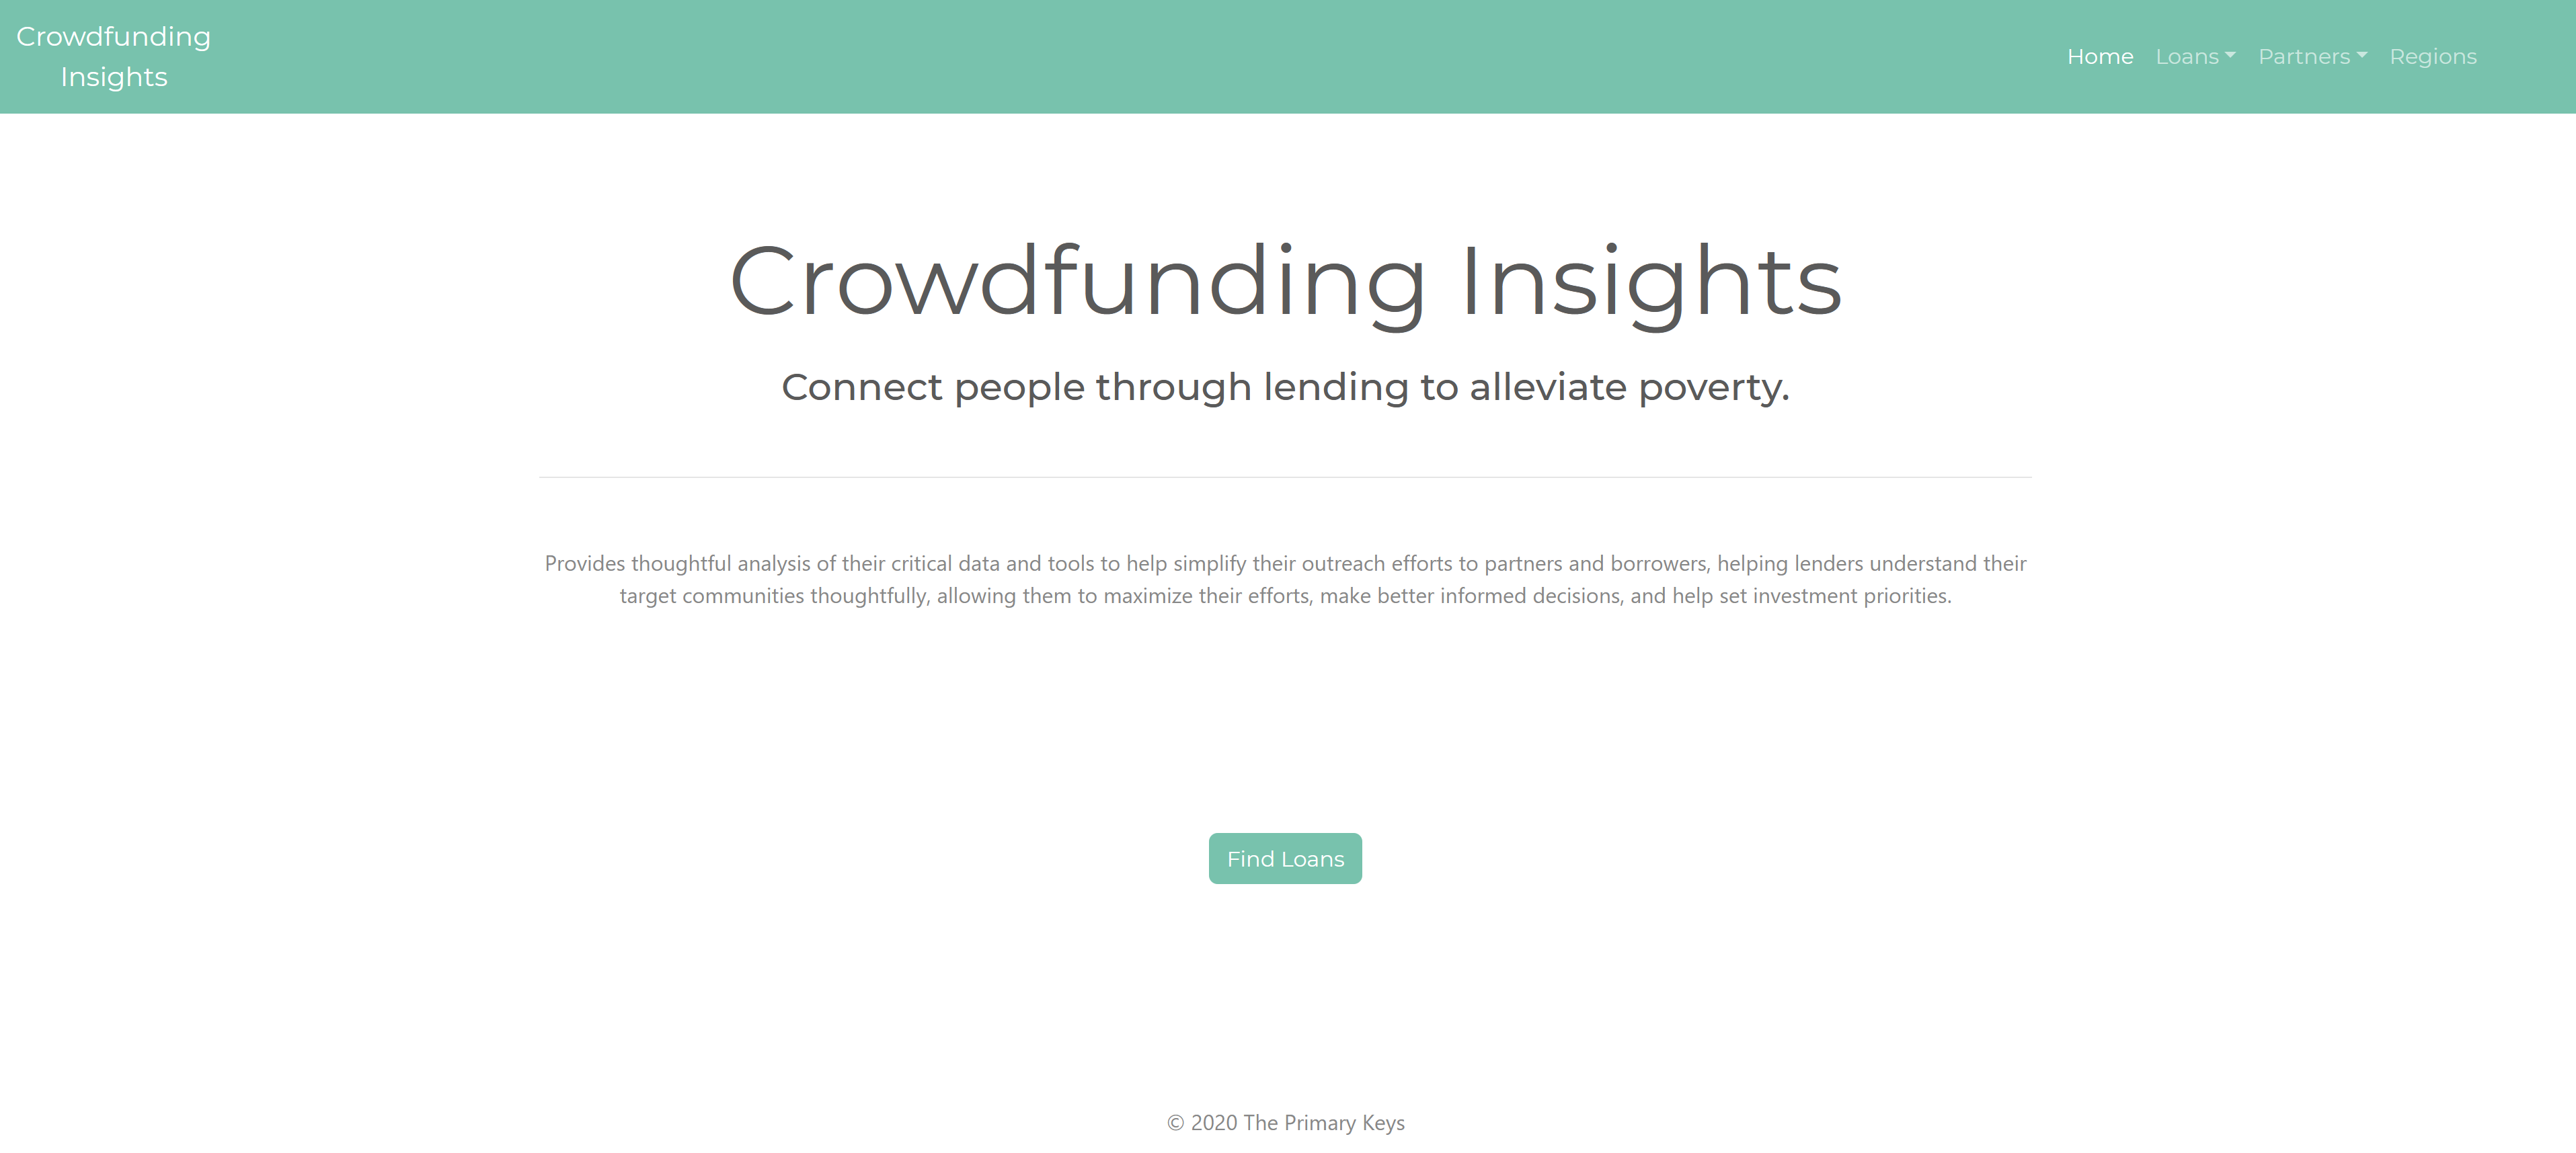 Crowdfunding
Insights
Home Loans Partners Regions
Crowdfunding Insights
Connect people through lending to alleviate poverty.
Provides thoughtful analysis of their critical data and tools to help simplify their outreach efforts to partners and borrowers, helping lenders understand their
target communities thoughtfully, allowing them to maximize their efforts, make better informed decisions, and help set investment priorities.
Find Loans
© 2020 The Primary Keys